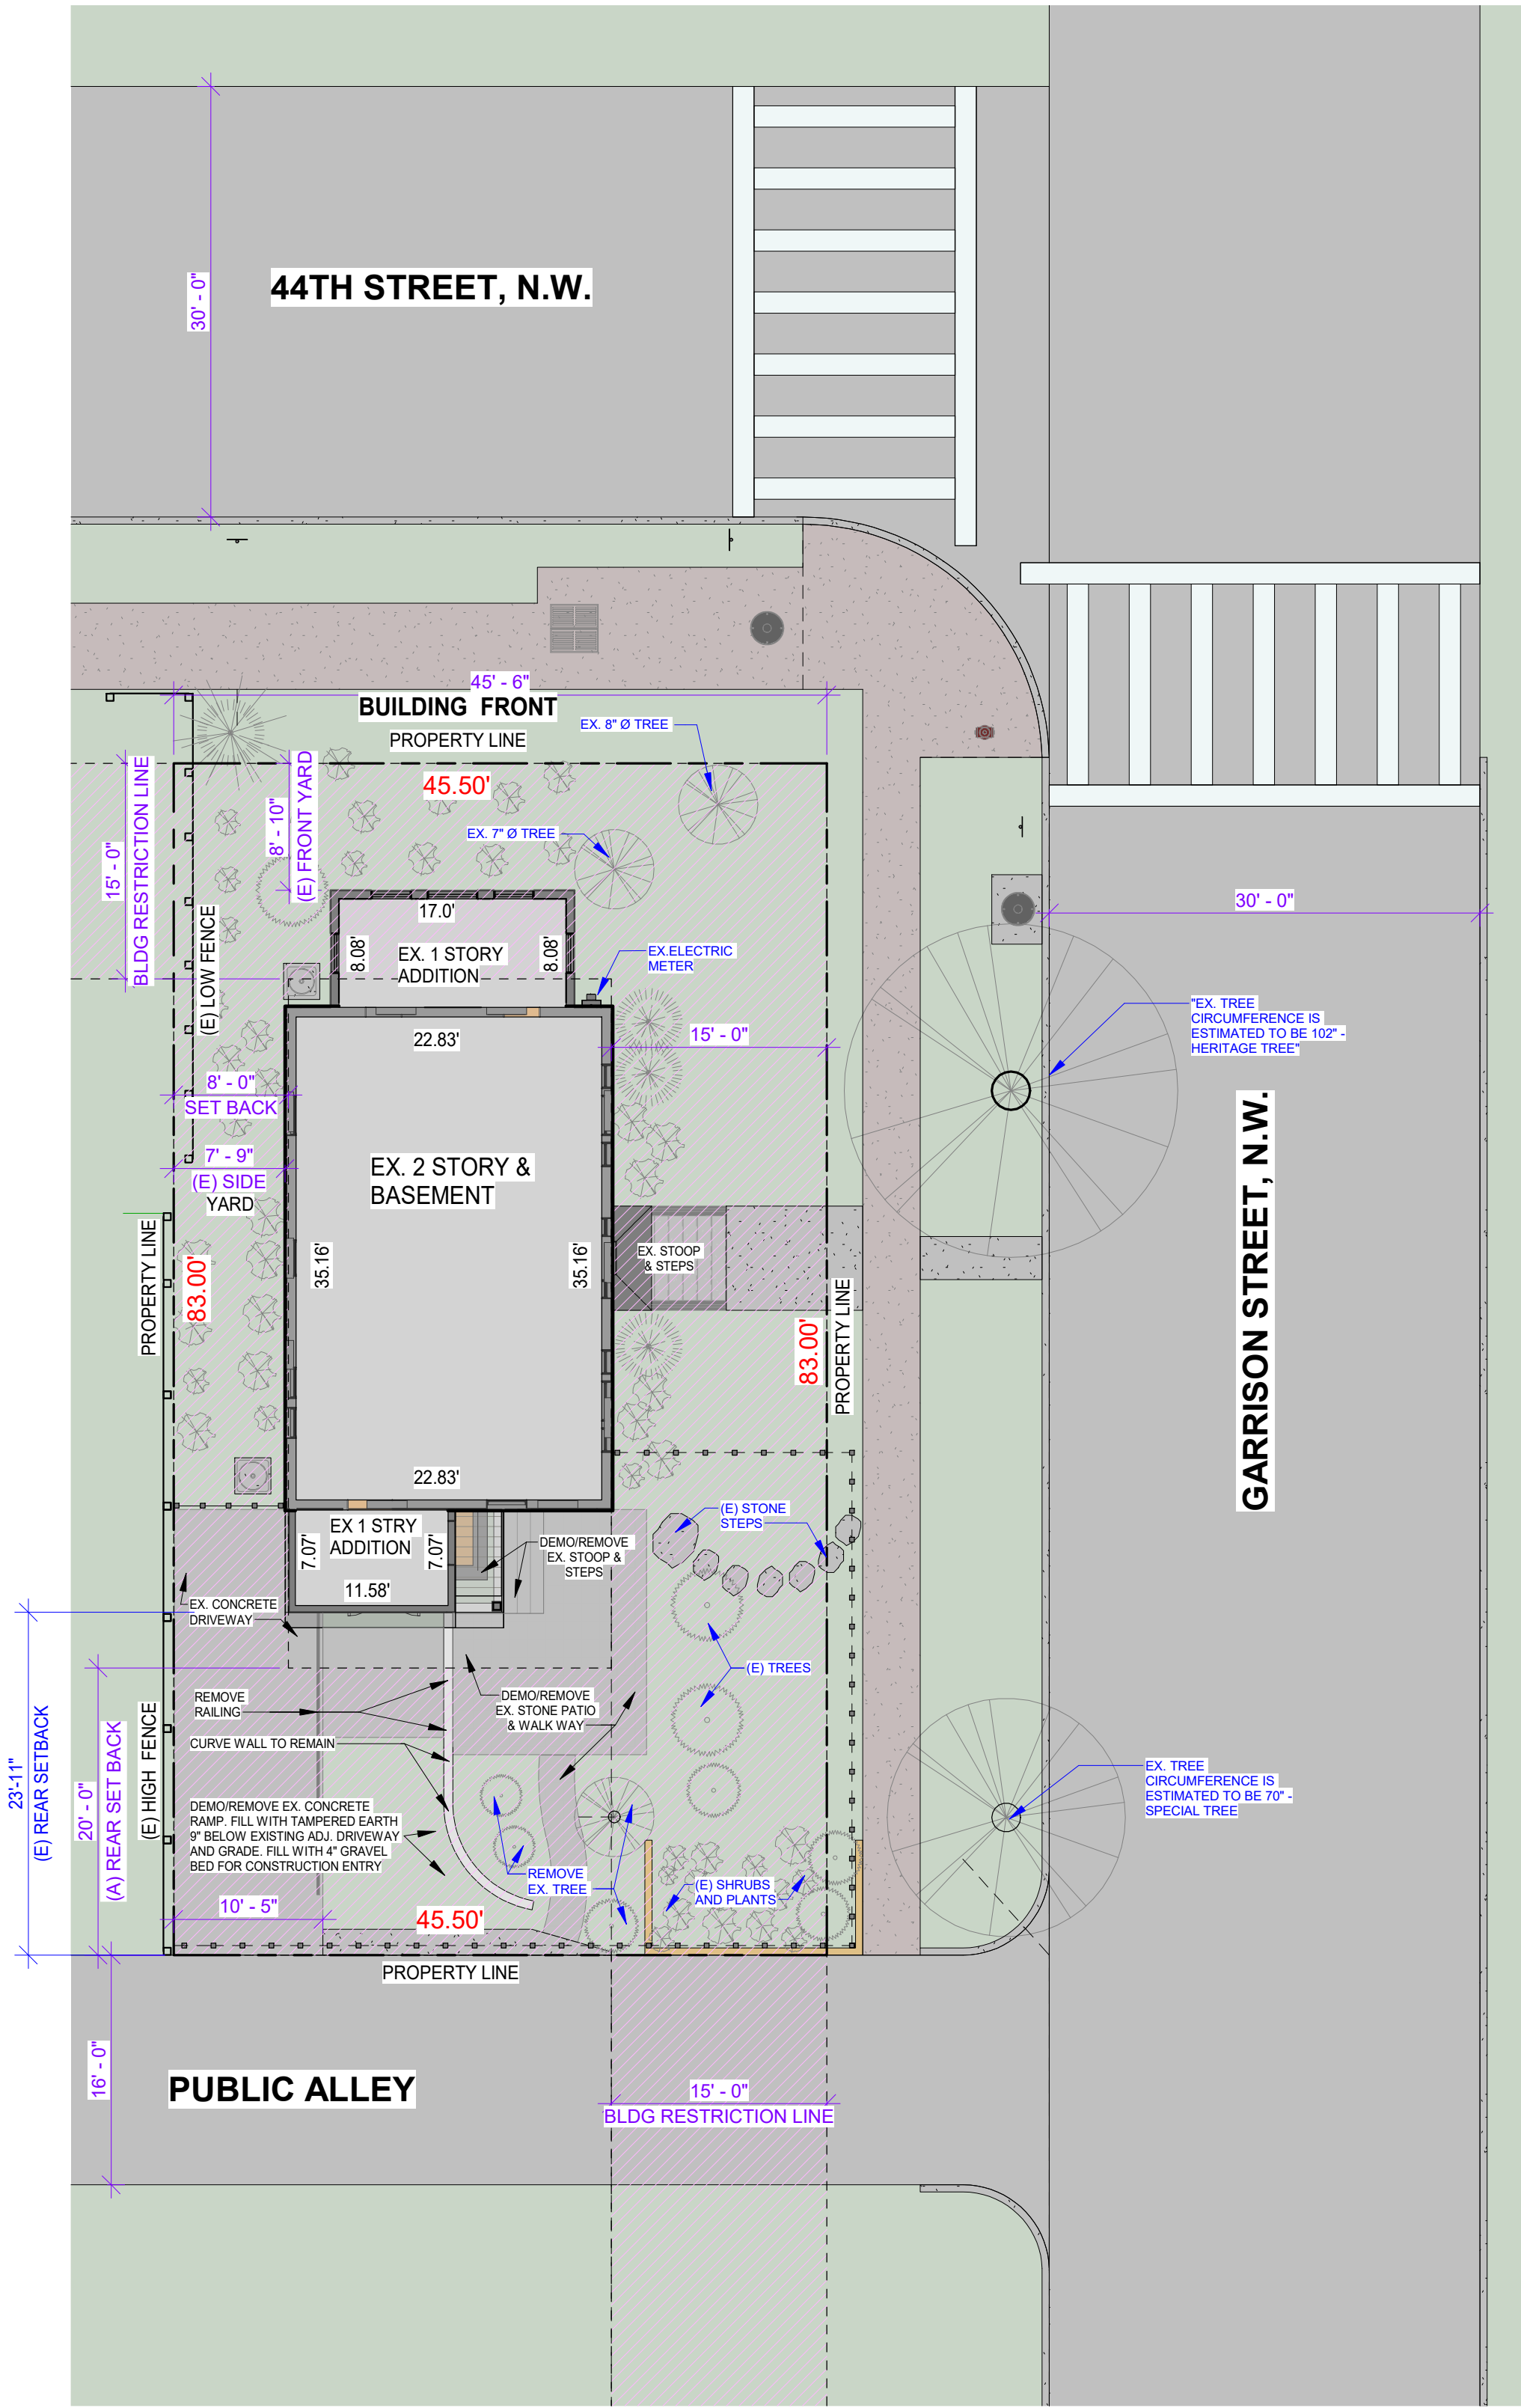 30' - 0"
44TH STREET, N.W.
45' - 6"
BUILDING FRONT
PROPERTY LINE
EX. 8" Ø TREE
45.50'
EX. 7" Ø TREE
8' - 10"
(E) FRONT YARD
15' - 0"
BLDG RESTRICTION LINE
(E) LOW FENCE
17.0'
8.08'
8.08'
EX. 1 STORY
ADDITION
EX.ELECTRIC
METER
30' - 0"
22.83'
15' - 0"
"EX. TREE
CIRCUMFERENCE IS
ESTIMATED TO BE 102" -
HERITAGE TREE"
8' - 0"
SET BACK
7' - 9"
(E) SIDE
YARD
EX. 2 STORY &
BASEMENT
PROPERTY LINE
83.00'
35.16'
35.16'
EX. STOOP
& STEPS
83.00'
PROPERTY LINE
GARRISON STREET, N.W.
22.83'
EX 1 STRY
ADDITION
7.07'
7.07'
11.58'
DEMO/REMOVE
EX. STOOP &
STEPS
(E) STONE
STEPS
EX. CONCRETE
DRIVEWAY
(E) TREES
REMOVE
RAILING
DEMO/REMOVE
EX. STONE PATIO
& WALK WAY
CURVE WALL TO REMAIN
23'-11"
(E) REAR SETBACK
20' - 0"
(A) REAR SET BACK
(E) HIGH FENCE
DEMO/REMOVE EX. CONCRETE
RAMP. FILL WITH TAMPERED EARTH
9" BELOW EXISTING ADJ. DRIVEWAY
AND GRADE. FILL WITH 4" GRAVEL
BED FOR CONSTRUCTION ENTRY
EX. TREE
CIRCUMFERENCE IS
ESTIMATED TO BE 70" -
SPECIAL TREE
REMOVE
EX. TREE
(E) SHRUBS
AND PLANTS
10' - 5"
45.50'
PROPERTY LINE
16' - 0"
PUBLIC ALLEY
15' - 0"
BLDG RESTRICTION LINE